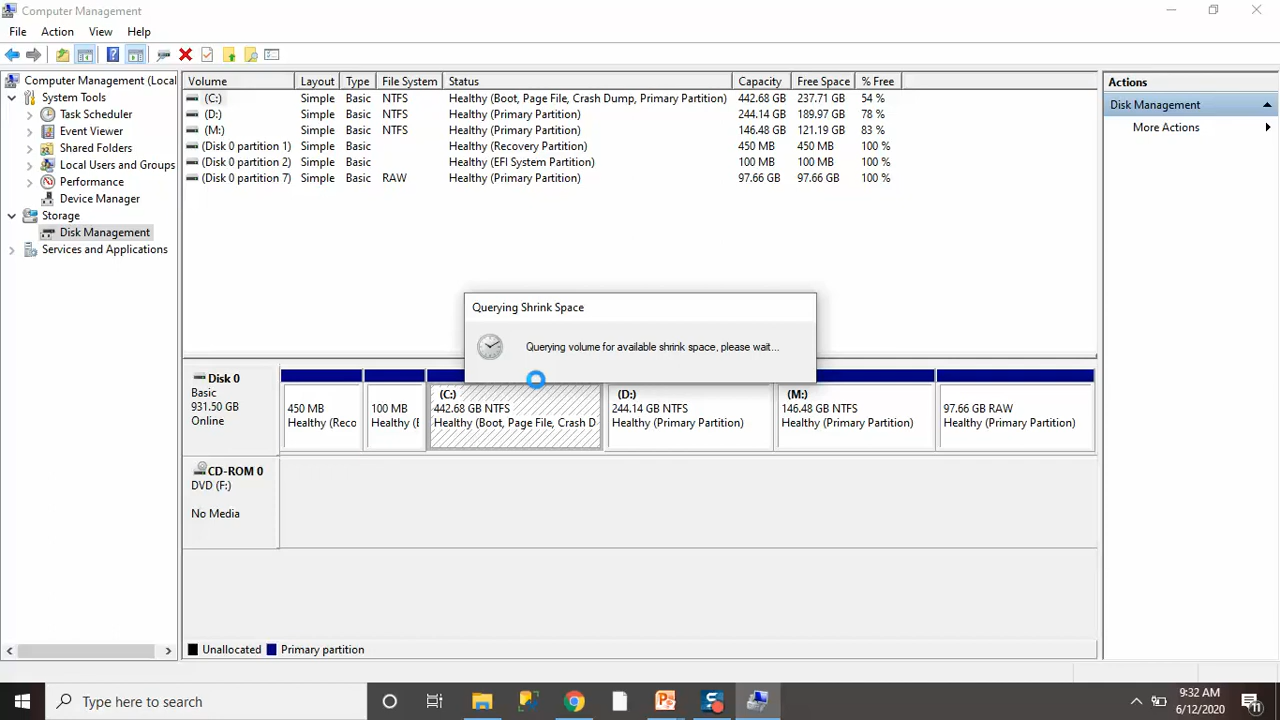 Computer Management
File Action View Help
Computer Management (Local
System Tools
Task Scheduler
Event Viewer
Shared Folders
Local Users and Groups
Performance
Device Manager
Storage
Disk Management
Services and Applications
Volume Layout Type File System Status Capacity Free Space % Free
(C:) Simple Basic NTFS Healthy (Boot, Page File, Crash Dump, Primary Partition) 442.68 GB 237.71 GB 54 %
(D:) Simple Basic NTFS Healthy (Primary Partition) 244.14 GB 189.97 GB 78 %
(M:) Simple Basic NTFS Healthy (Primary Partition) 146.48 GB 121.19 GB 83 %
(Disk 0 partition 1) Simple Basic Healthy (Recovery Partition) 450 MB 450 MB 100 %
(Disk 0 partition 2) Simple Basic Healthy (EFI System Partition) 100 MB 100 MB 100 %
(Disk 0 partition 7) Simple Basic RAW Healthy (Primary Partition) 97.66 GB 97.66 GB 100 %
Actions
Disk Management
More Actions
Querying Shrink Space
Querying volume for available shrink space, please wait...
Disk 0
Basic
931.50 GB
Online
450 MB
Healthy (Reco
100 MB
Healthy (E
(C:)
442.68 GB NTFS
Healthy (Boot, Page File, Crash D
(D:)
244.14 GB NTFS
Healthy (Primary Partition)
(M:)
146.48 GB NTFS
Healthy (Primary Partition)
97.66 GB RAW
Healthy (Primary Partition)
CD-ROM 0
DVD (F:)
No Media
Unallocated Primary partition
Type here to search
9:32 AM
6/12/2020
11